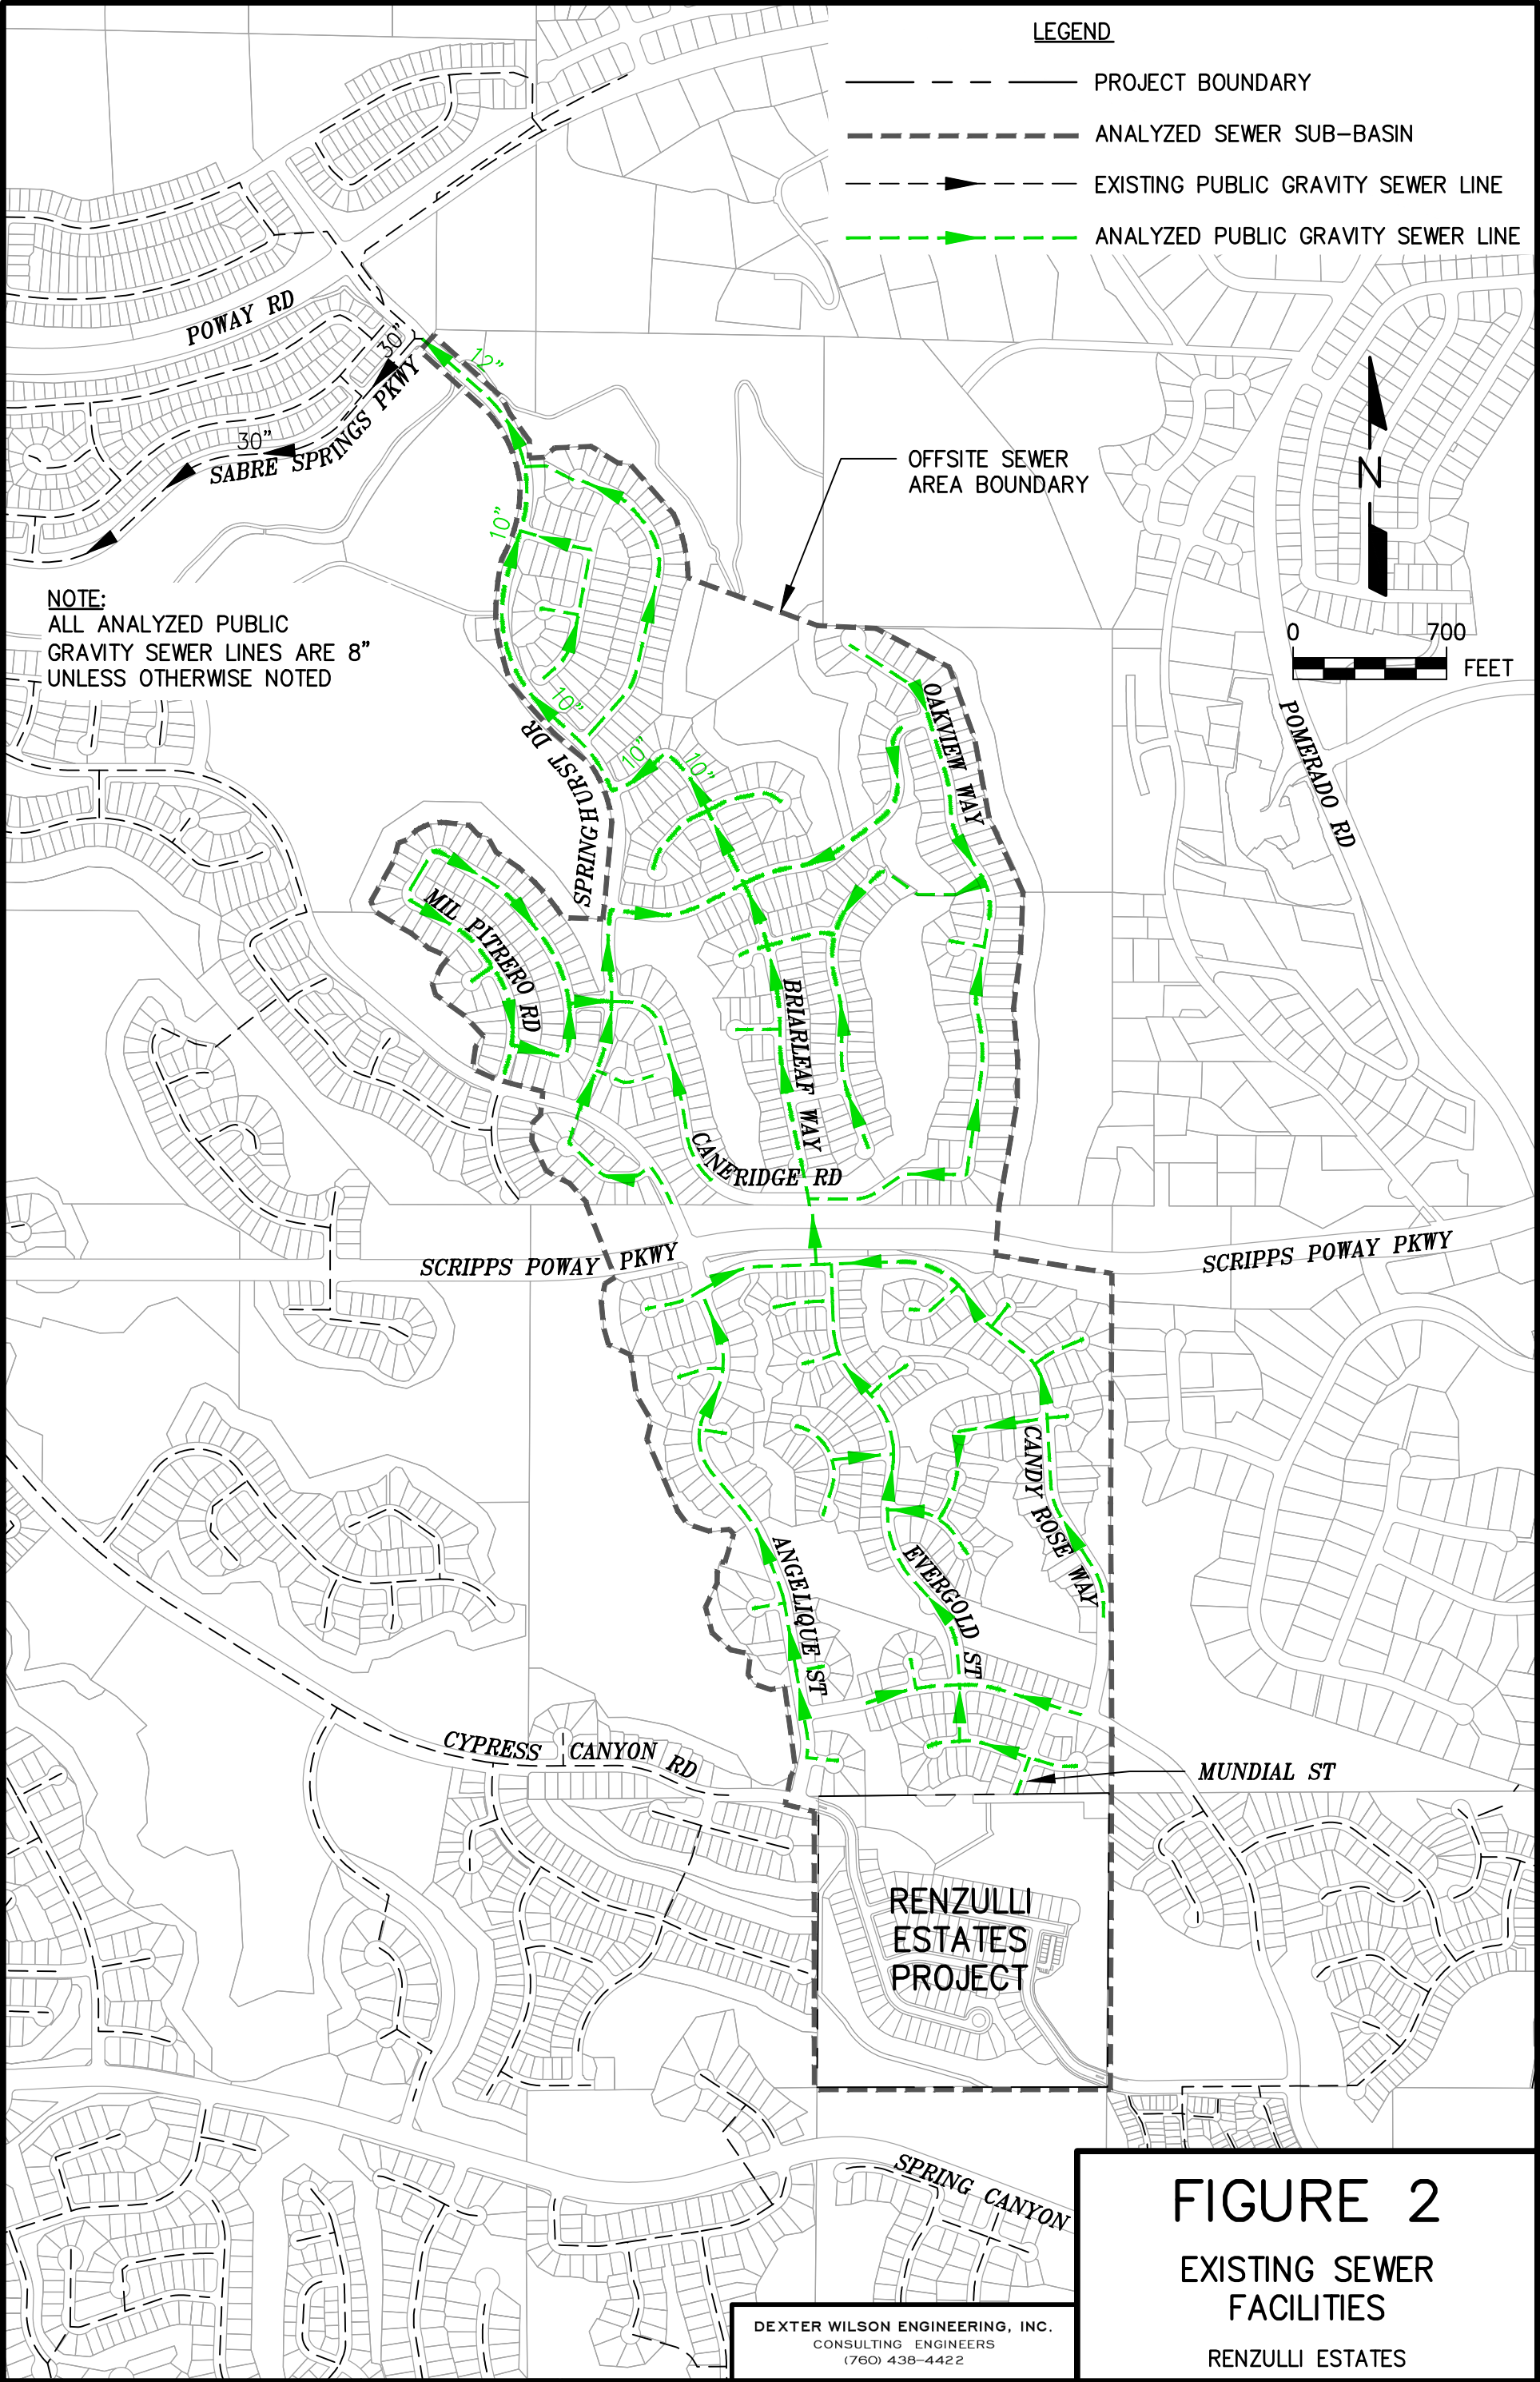 LEGEND
PROJECT BOUNDARY
ANALYZED SEWER SUB-BASIN
EXISTING PUBLIC GRAVITY SEWER LINE
ANALYZED PUBLIC GRAVITY SEWER LINE
POWAY RD
30"
12"
SABRE SPRINGS PKWY
30"
OFFSITE SEWER
AREA BOUNDARY
N
10"
NOTE:
ALL ANALYZED PUBLIC
GRAVITY SEWER LINES ARE 8"
UNLESS OTHERWISE NOTED
0 700
FEET
10"
SPRINGHURST DR
10"
10"
OAKVIEW WAY
POMERADO RD
MIL PITRERO RD
BRIARLEAF WAY
CANERIDGE RD
SCRIPPS POWAY PKWY
SCRIPPS POWAY PKWY
CANDY ROSE WAY
ANGELIQUE ST
EVERGOLD ST
CYPRESS CANYON RD
MUNDIAL ST
RENZULLI
ESTATES
PROJECT
SPRING CANYON
FIGURE 2
EXISTING SEWER
FACILITIES
RENZULLI ESTATES
DEXTER WILSON ENGINEERING, INC.
CONSULTING ENGINEERS
(760) 438-4422